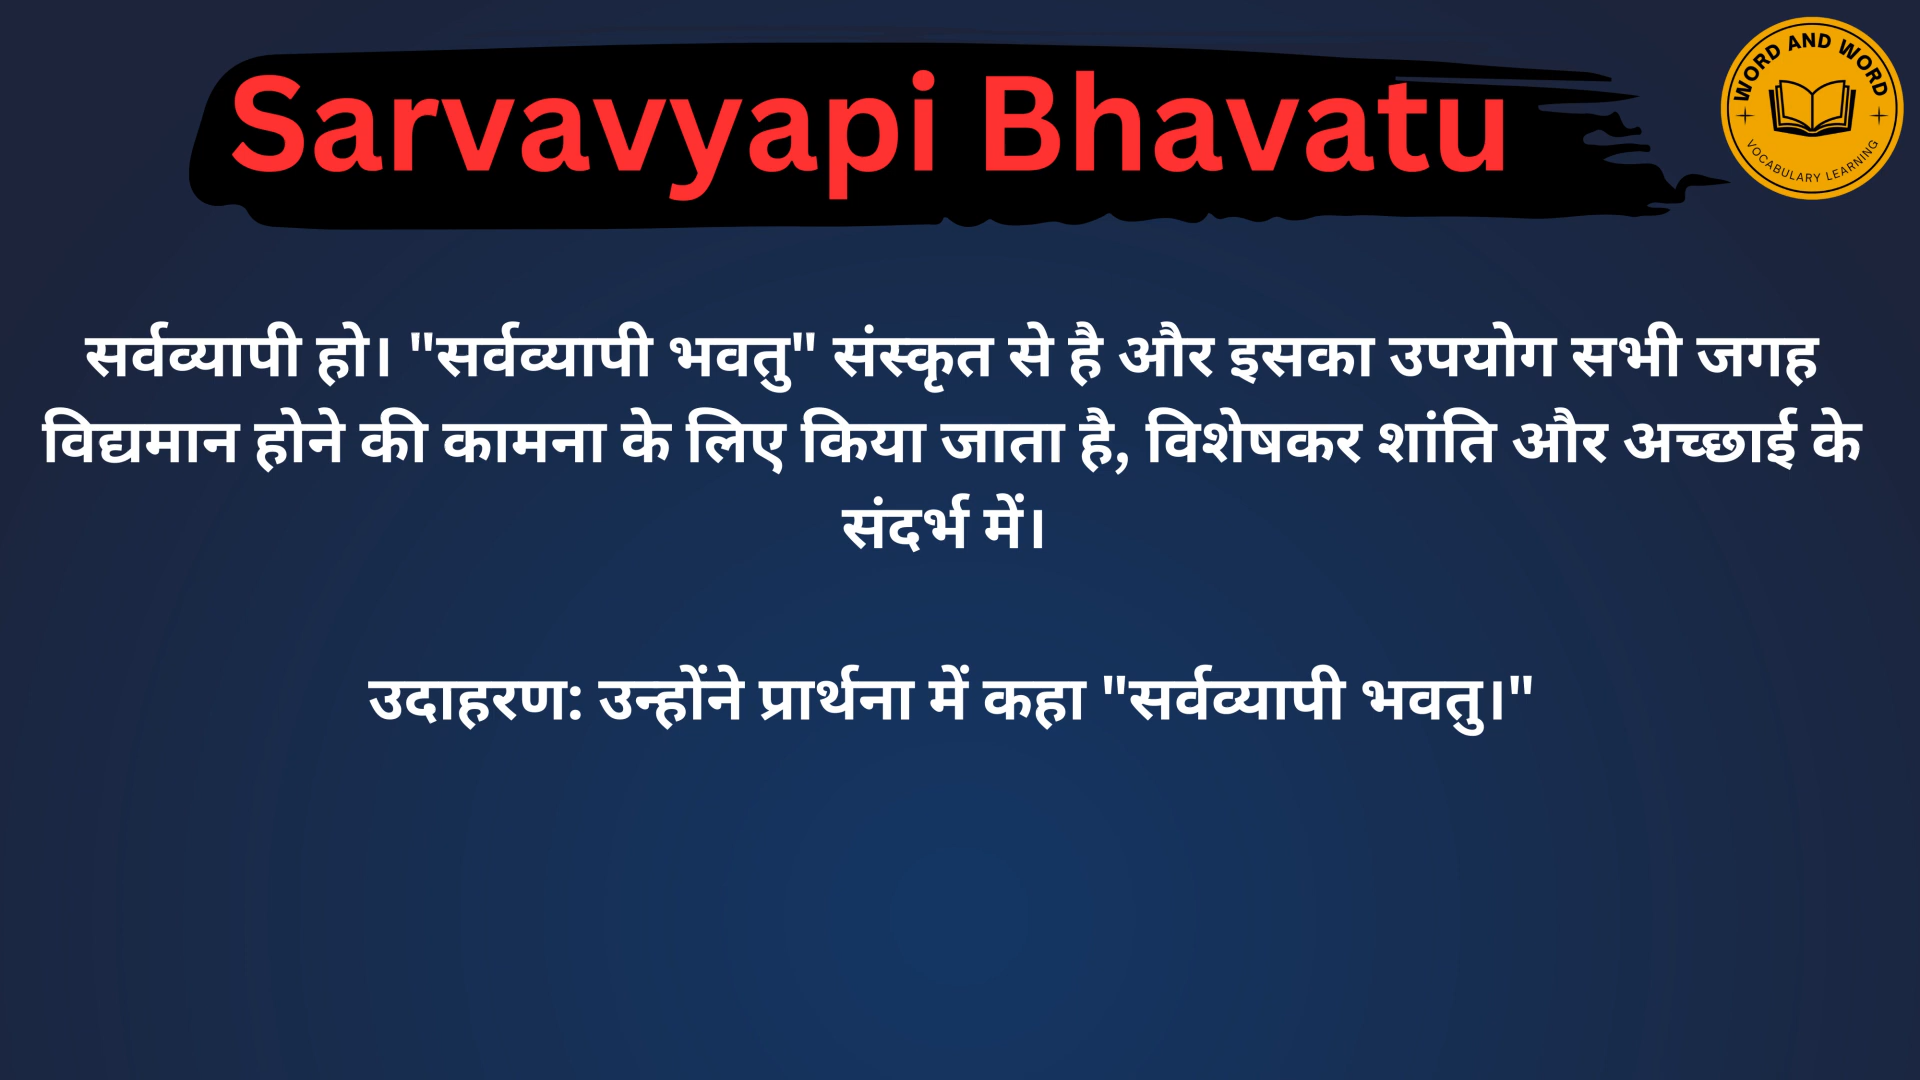 Sarvavyapi Bhavatu
WORD AND WORD
VOCABULARY LEARNING
सर्वव्यापी हो। "सर्वव्यापी भवतु" संस्कृत से है और इसका उपयोग सभी जगह
विद्यमान होने की कामना के लिए किया जाता है, विशेषकर शांति और अच्छाई के
संदर्भ में।
उदाहरण: उन्होंने प्रार्थना में कहा "सर्वव्यापी भवतु।"